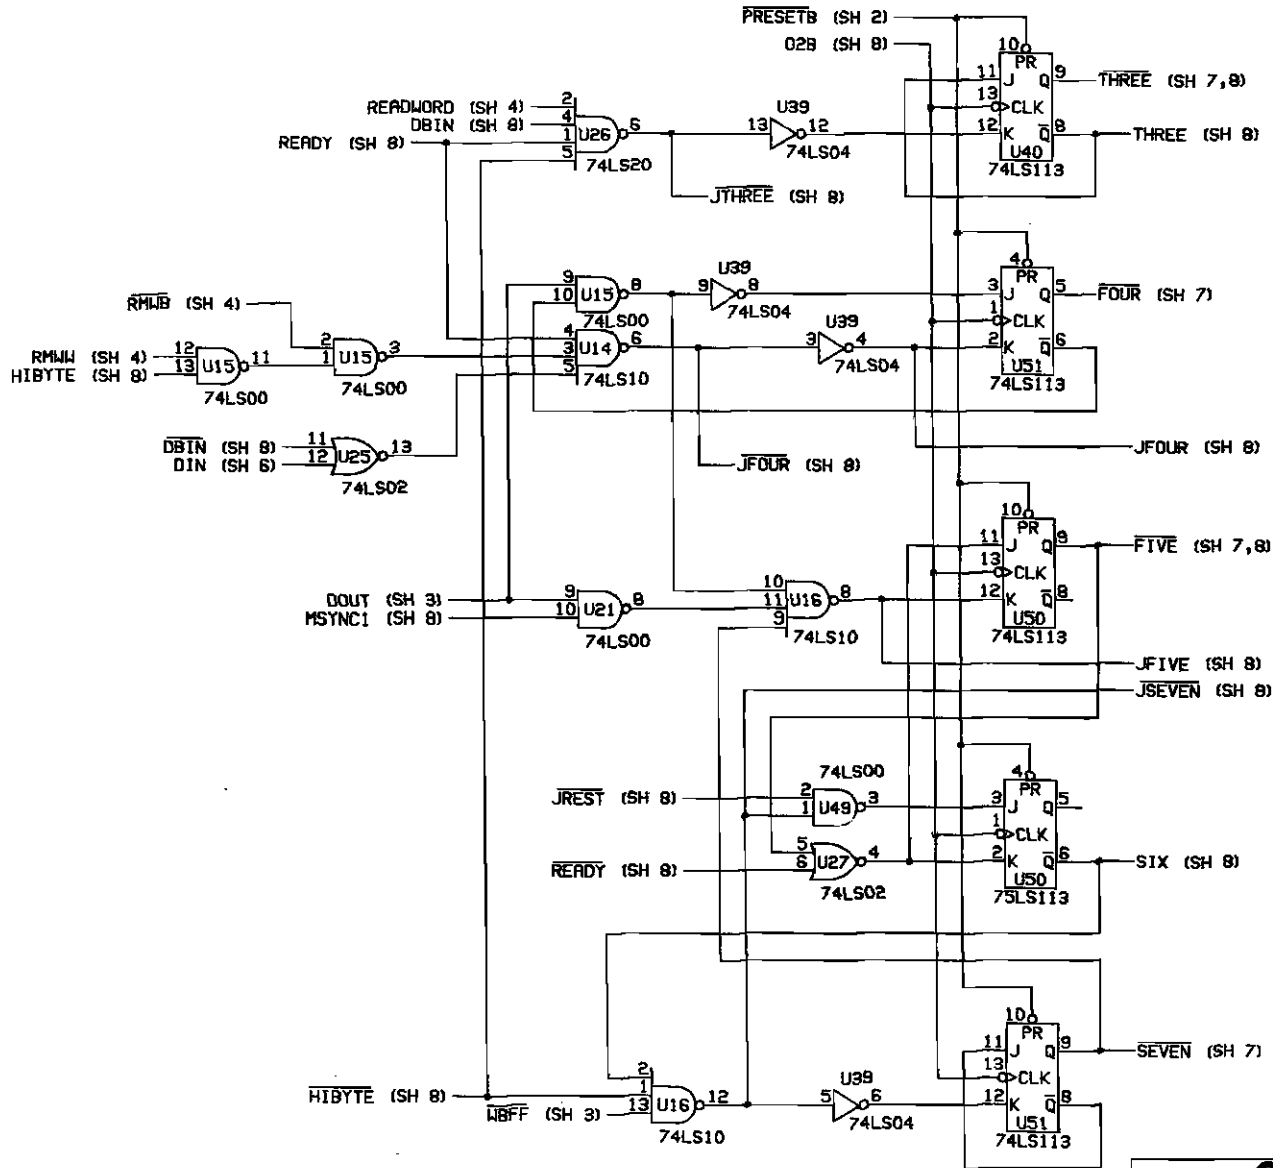 PRESETB (SH 2)
02B (SH 8)
10
PR
11 J Q 9 THREE (SH 7,8)
13 CLK
12 K Q 8 THREE (SH 8)
U40
74LS113
READWORD (SH 4) 2
DBIN (SH 8) 4
READY (SH 8) 1
5
U26 6
74LS20
U39
13 12
74LS04
JTHREE (SH 8)
4
PR
3 J Q 5 FOUR (SH 7)
1 CLK
2 K Q 6
U51
74LS113
9
10 U15 8
74LS00
U39
9 8
74LS04
RMWB (SH 4)
4
3 U14 6
5
74LS10
U39
3 4
74LS04
RMWW (SH 4) 12
HIBYTE (SH 8) 13
U15 11
74LS00
2
1 U15 3
74LS00
DBIN (SH 8) 11
DIN (SH 6) 12
U25 13
74LS02
JFOUR (SH 8)
JFOUR (SH 8)
10
PR
11 J Q 9 FIVE (SH 7,8)
13 CLK
12 K Q 8
U50
74LS113
DOUT (SH 3) 9
MSYNC1 (SH 8) 10
U21 8
74LS00
10
11 U16 8
9
74LS10
JFIVE (SH 8)
JSEVEN (SH 8)
74LS00
JREST (SH 8) 2
1 U49 3
READY (SH 8) 5
6 U27 4
74LS02
4
PR
3 J Q 5
1 CLK
2 K Q 6 SIX (SH 8)
U50
75LS113
10
PR
11 J Q 9 SEVEN (SH 7)
13 CLK
12 K Q 8
U51
74LS113
HIBYTE (SH 8)
WBFF (SH 3)
2
1
13
U16 12
74LS10
U39
5 6
74LS04